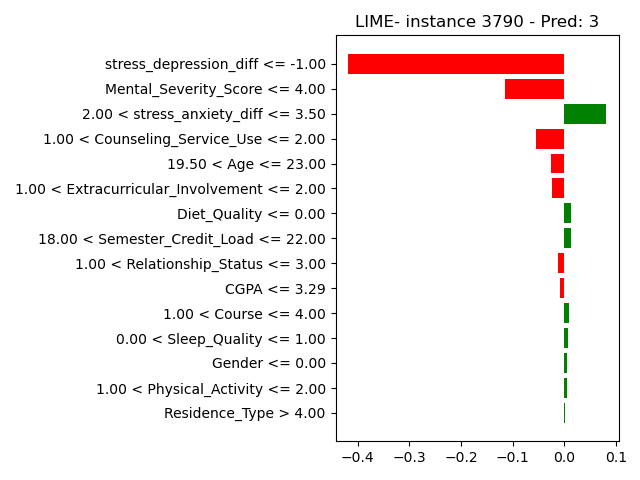 LIME- instance 3790 - Pred: 3
stress_depression_diff <= -1.00
Mental_Severity_Score <= 4.00
2.00 < stress_anxiety_diff <= 3.50
1.00 < Counseling_Service_Use <= 2.00
19.50 < Age <= 23.00
1.00 < Extracurricular_Involvement <= 2.00
Diet_Quality <= 0.00
18.00 < Semester_Credit_Load <= 22.00
1.00 < Relationship_Status <= 3.00
CGPA <= 3.29
1.00 < Course <= 4.00
0.00 < Sleep_Quality <= 1.00
Gender <= 0.00
1.00 < Physical_Activity <= 2.00
Residence_Type > 4.00
−0.4 −0.3 −0.2 −0.1 0.0 0.1